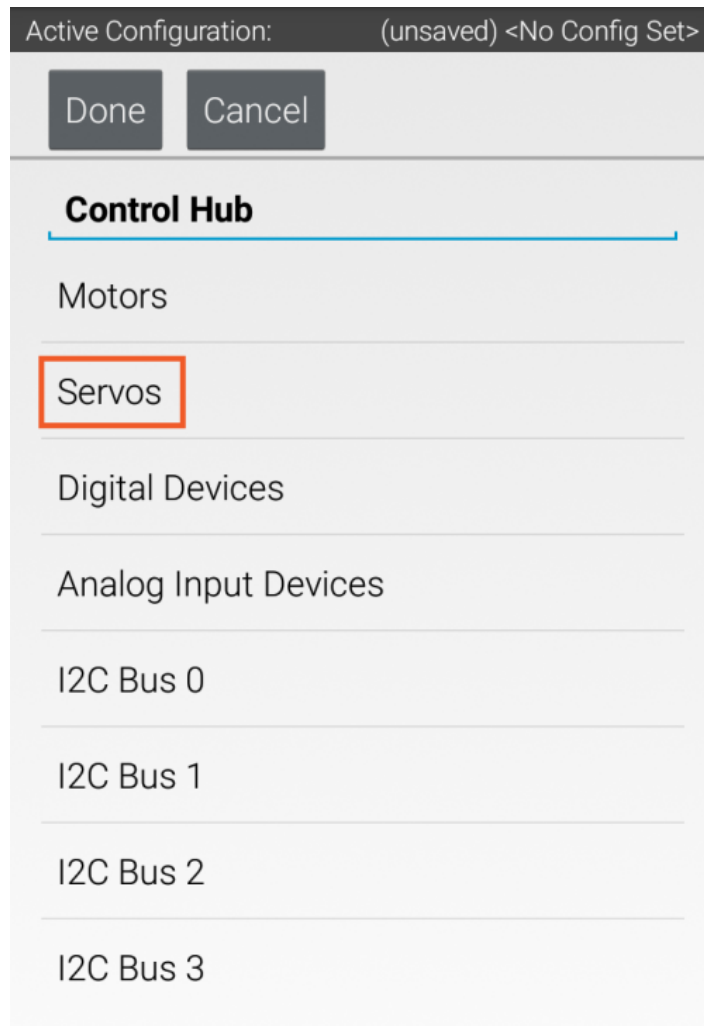 Active Configuration: (unsaved) <No Config Set>
Done Cancel
Control Hub
Motors
Servos
Digital Devices
Analog Input Devices
I2C Bus 0
I2C Bus 1
I2C Bus 2
I2C Bus 3